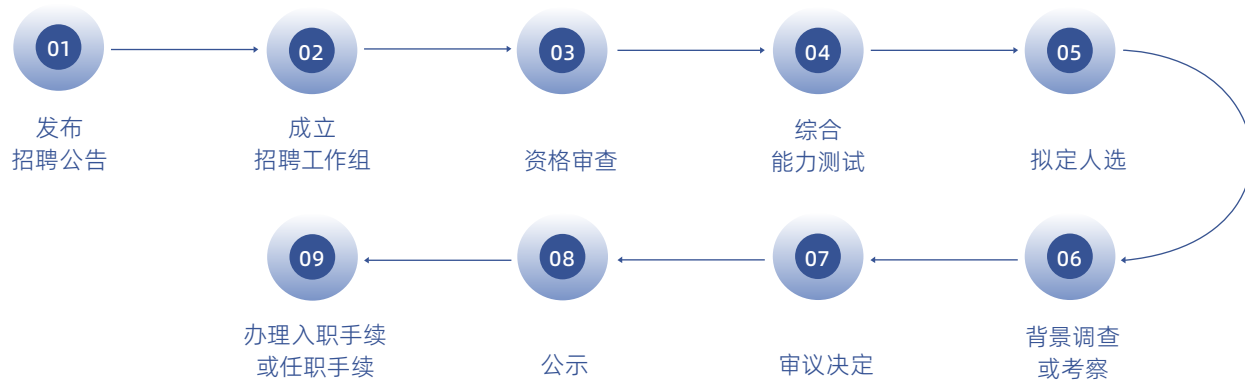 01
02
03
04
05
发布
招聘公告
成立
招聘工作组
资格审查
综合
能力测试
拟定人选
06
07
08
09
背景调查
或考察
审议决定
公示
办理入职手续
或任职手续